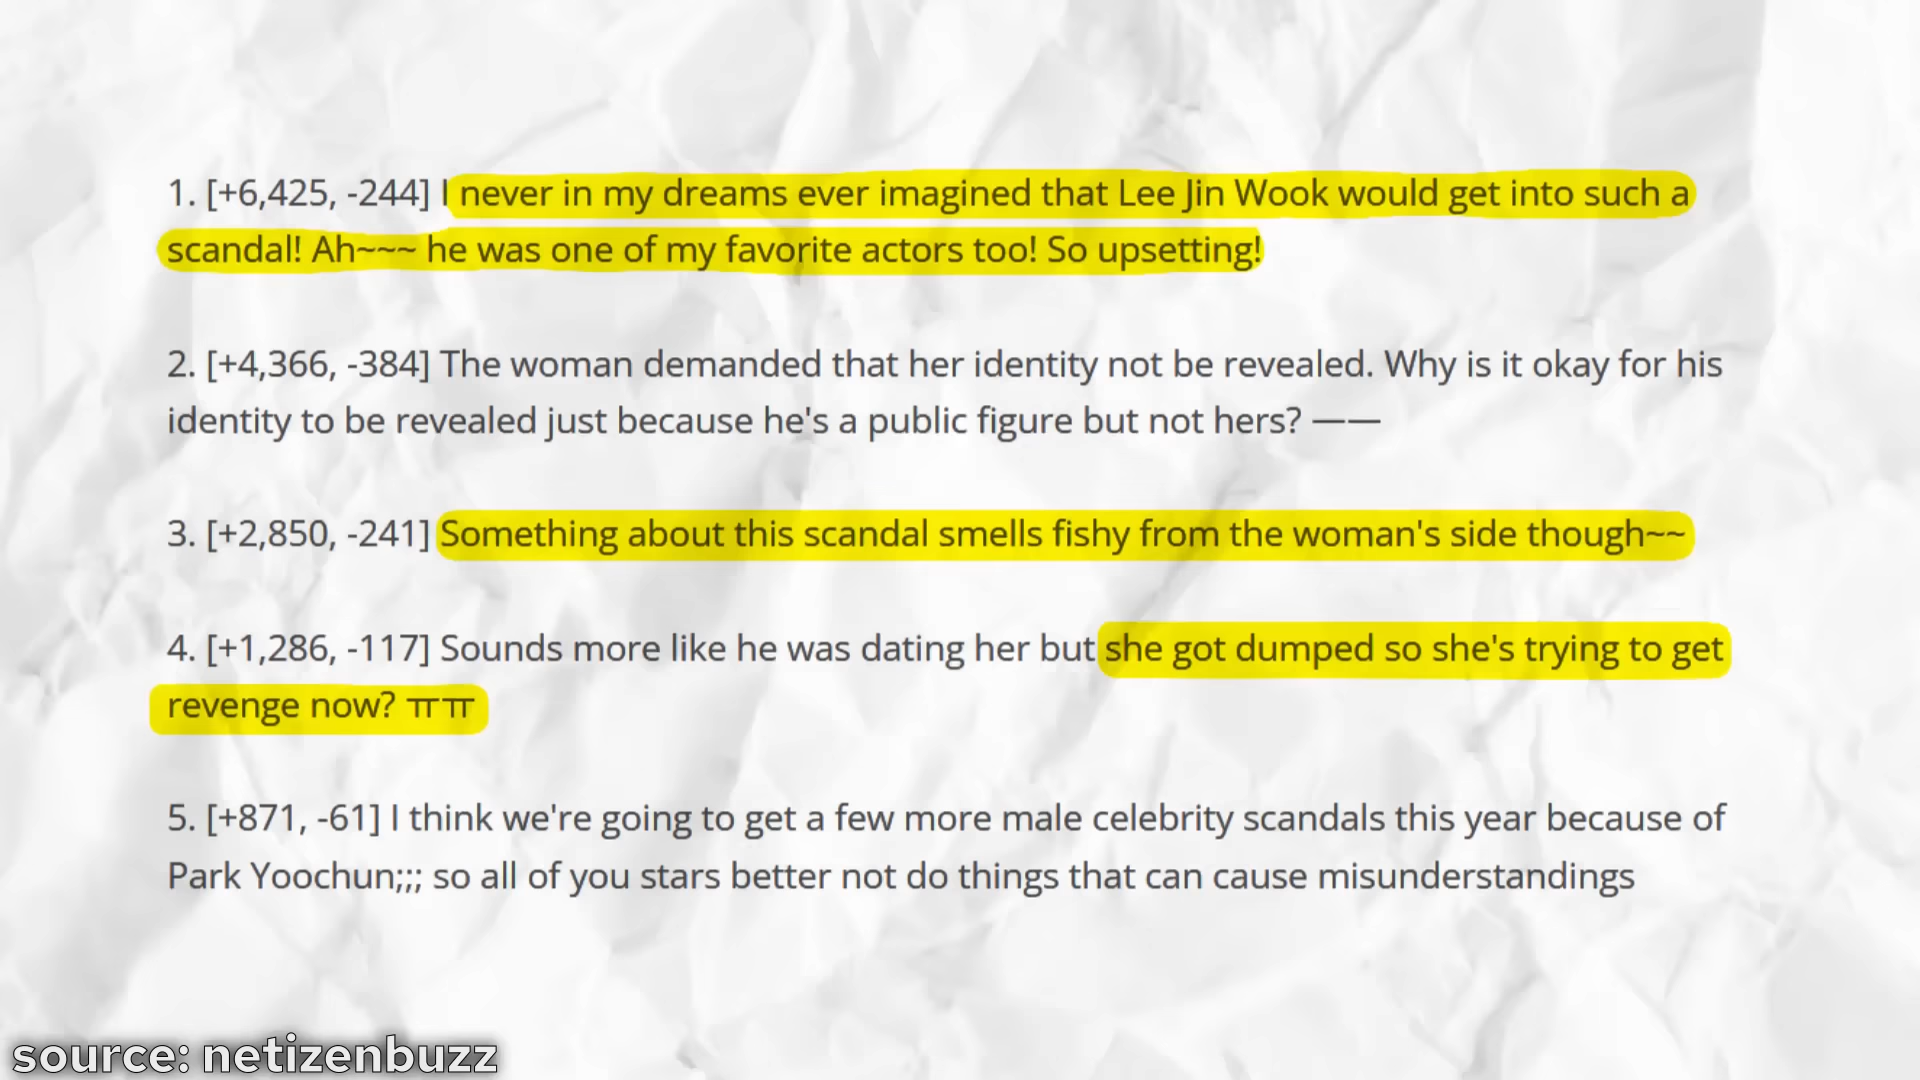 1. [+6,425, -244] I never in my dreams ever imagined that Lee Jin Wook would get into such a
scandal! Ah~~~ he was one of my favorite actors too! So upsetting!
2. [+4,366, -384] The woman demanded that her identity not be revealed. Why is it okay for his
identity to be revealed just because he's a public figure but not hers? ㅡㅡ
3. [+2,850, -241] Something about this scandal smells fishy from the woman's side though~~
4. [+1,286, -117] Sounds more like he was dating her but she got dumped so she's trying to get
revenge now? ㅠㅠ
5. [+871, -61] I think we're going to get a few more male celebrity scandals this year because of
Park Yoochun;;; so all of you stars better not do things that can cause misunderstandings
source: netizenbuzz